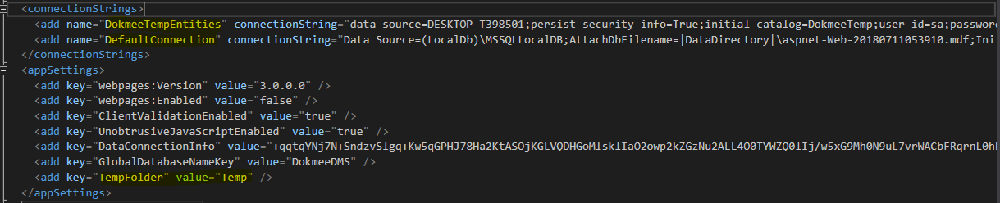 <connectionStrings>
<add name="DokmeeTempEntities" connectionString="data source=DESKTOP-T398501;persist security info=True;initial catalog=DokmeeTemp;user id=sa;password
<add name="DefaultConnection" connectionString="Data Source=(LocalDb)\MSSQLLocalDB;AttachDbFilename=|DataDirectory|\aspnet-Web-20180711053910.mdf;Init
</connectionStrings>
<appSettings>
<add key="webpages:Version" value="3.0.0.0" />
<add key="webpages:Enabled" value="false" />
<add key="ClientValidationEnabled" value="true" />
<add key="UnobtrusiveJavaScriptEnabled" value="true" />
<add key="DataConnectionInfo" value="+qqtqYNj7N+SndzvSlgq+Kw5qGPHJ78Ha2KtASOjKGLVQDHGoMlsklIaO2owp2kZGzNu2ALL4O0TYWZQ0lIj/w5xG9Mh0N9uL7vrWACbFRqrnL0hl
<add key="GlobalDatabaseNameKey" value="DokmeeDMS" />
<add key="TempFolder" value="Temp" />
</appSettings>